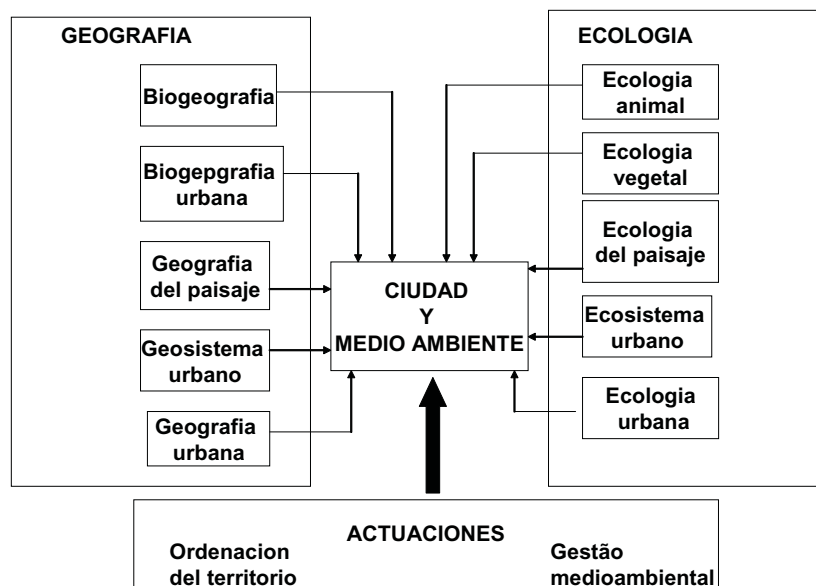 GEOGRAFIA
Biogeografia
Biogepgrafia
urbana
Geografia
del paisaje
Geosistema
urbano
Geografia
urbana
CIUDAD
Y
MEDIO AMBIENTE
ECOLOGIA
Ecologia
animal
Ecologia
vegetal
Ecologia
del paisaje
Ecosistema
urbano
Ecologia
urbana
ACTUACIONES
Ordenacion
del territorio
Gestão
medioambiental